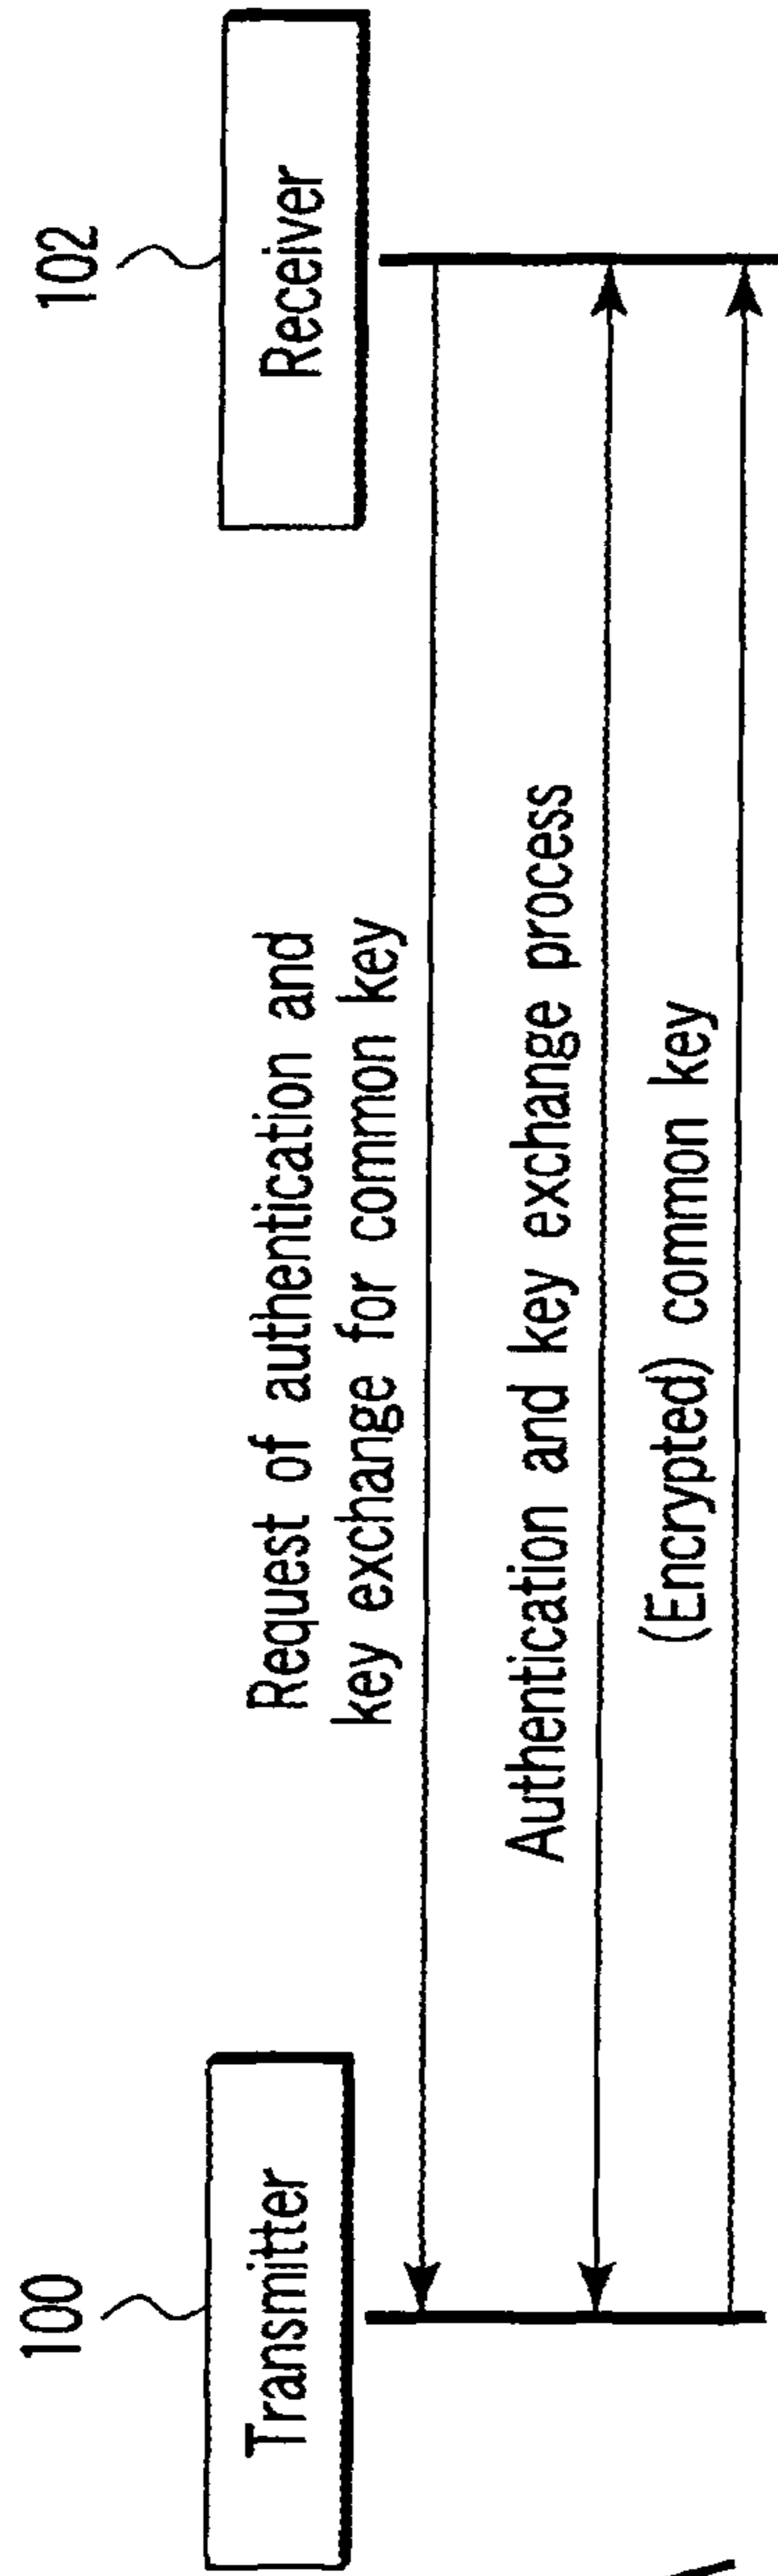 100
102
Transmitter
Receiver
Request of authentication and
key exchange for common key
Authentication and key exchange process
(Encrypted) common key